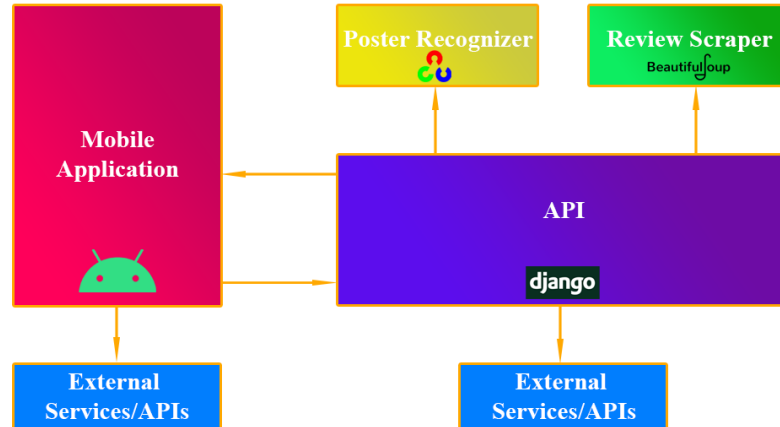 Poster Recognizer
Review Scraper
BeautifulSoup
Mobile
Application
API
django
External
Services/APIs
External
Services/APIs